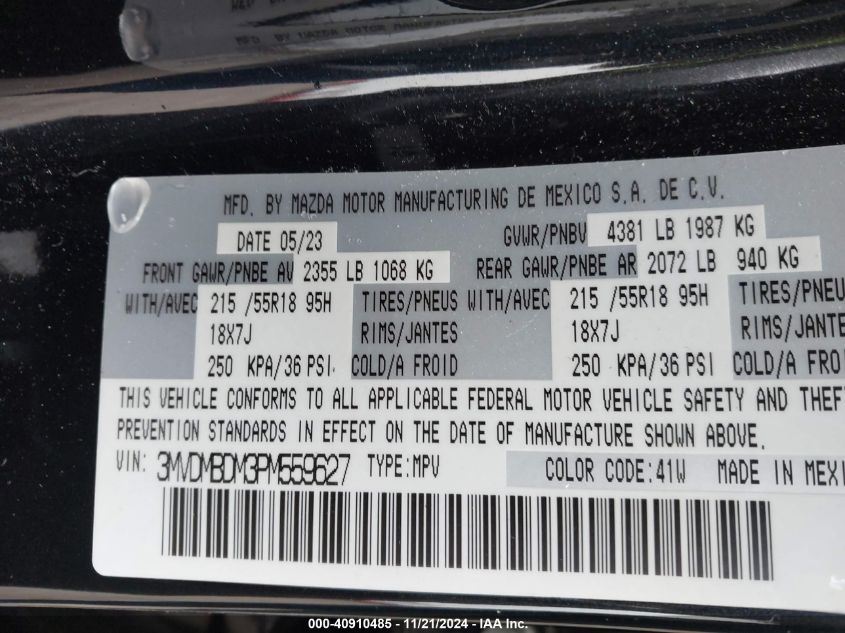 MFD. BY MAZDA MOTOR MANUFACTURING DE MEXICO S.A. DE C.V.
DATE 05/23 GVWR/PNBV 4381 LB 1987 KG
FRONT GAWR/PNBE AV 2355 LB 1068 KG REAR GAWR/PNBE AR 2072 LB 940 KG
WITH/AVEC 215 /55R18 95H TIRES/PNEUS WITH/AVEC 215 /55R18 95H TIRES/PNEU
18X7J RIMS/JANTES 18X7J RIMS/JANTE
250 KPA/36 PSI COLD/A FROID 250 KPA/36 PSI COLD/A FRO
THIS VEHICLE CONFORMS TO ALL APPLICABLE FEDERAL MOTOR VEHICLE SAFETY AND THEF
PREVENTION STANDARDS IN EFFECT ON THE DATE OF MANUFACTURE SHOWN ABOVE.
VIN: 3MVDMBDM3PM559627 TYPE:MPV COLOR CODE:41W MADE IN MEXI
000-40910485 - 11/21/2024 - IAA Inc.